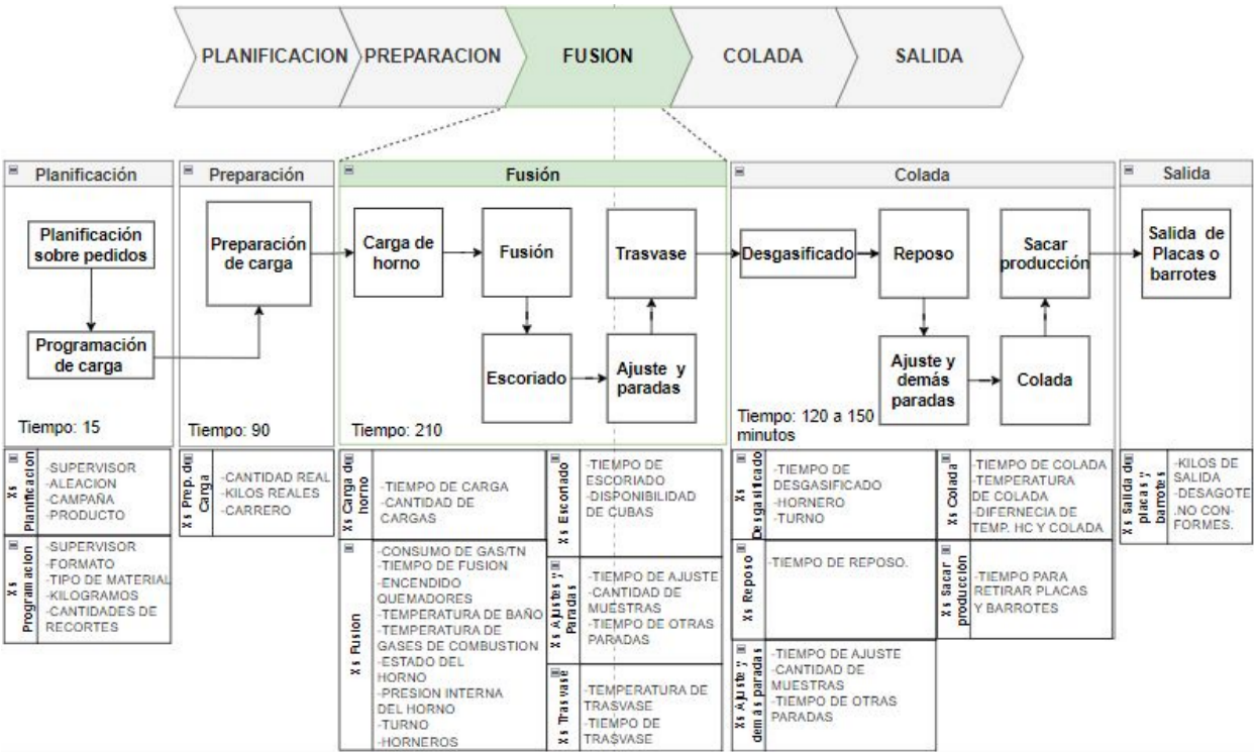 PLANIFICACION
PREPARACION
FUSION
COLADA
SALIDA
Planificación
Planificación
sobre pedidos
Programación
de carga
Tiempo: 15
Preparación
Preparación
de carga
Tiempo: 90
Fusión
Carga de
horno
Fusión
Escoriado
Ajuste y
paradas
Trasvase
Tiempo: 210
Colada
Desgasificado
Reposo
Ajuste y
demás
paradas
Colada
Sacar
producción
Tiempo: 120 a 150
minutos
Salida
Salida de
Placas o
barrotes
Xs
Planificacion
-SUPERVISOR
-ALEACION
-CAMPAÑA
-PRODUCTO
Xs
Programacion
-SUPERVISOR
-FORMATO
-TIPO DE MATERIAL
-KILOGRAMOS
-CANTIDADES DE
RECORTES
Xs Prep. de
Carga
-CANTIDAD REAL
-KILOS REALES
-CARRERO
Xs Carga de
horno
-TIEMPO DE CARGA
-CANTIDAD DE
CARGAS
Xs Fusion
-CONSUMO DE GAS/TN
-TIEMPO DE FUSION
-ENCENDIDO
QUEMADORES
-TEMPERATURA DE BAÑO
-TEMPERATURA DE
GASES DE COMBUSTION
-ESTADO DEL
HORNO
-PRESION INTERNA
DEL HORNO
-TURNO
-HORNEROS
Xs Escoriado
-TIEMPO DE
ESCORIADO
-DISPONIBILIDAD
DE CUBAS
Xs Ajustes y
Paradas
-TIEMPO DE AJUSTE
-CANTIDAD DE
MUESTRAS
-TIEMPO DE OTRAS
PARADAS
Xs Trasvase
-TEMPERATURA DE
TRASVASE
-TIEMPO DE
TRASVASE
Xs
Desgasificado
-TIEMPO DE
DESGASIFICADO
-HORNERO
-TURNO
Xs Reposo
-TIEMPO DE REPOSO.
Xs Ajuste y
demás paradas
-TIEMPO DE AJUSTE
-CANTIDAD DE
MUESTRAS
-TIEMPO DE OTRAS
PARADAS
Xs Colada
-TIEMPO DE COLADA
-TEMPERATURA
DE COLADA
-DIFERNECIA DE
TEMP. HC Y COLADA
Xs Sacar
producción
-TIEMPO PARA
RETIRAR PLACAS
Y BARROTES
Xs Salida de
placas y
barrotes
-KILOS DE
SALIDA
-DESAGOTE
.NO CON-
FORMES.